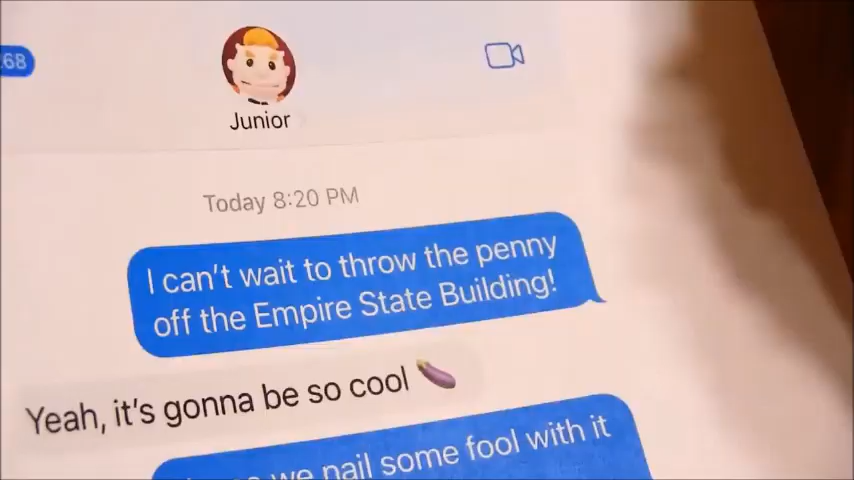 68
Junior
Today 8:20 PM
I can't wait to throw the penny
off the Empire State Building!
Yeah, it's gonna be so cool 🍆
we nail some fool with it